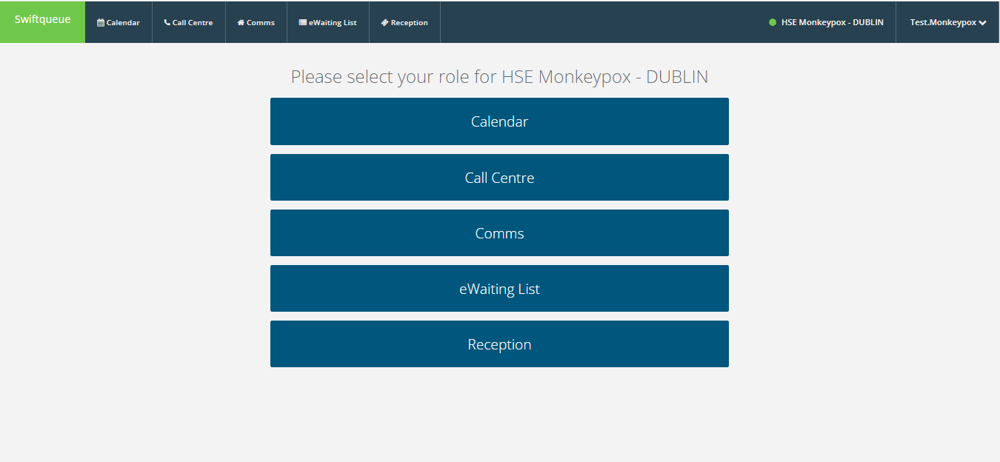 Swiftqueue
Calendar
Call Centre
Comms
eWaiting List
Reception
HSE Monkeypox - DUBLIN
Test.Monkeypox
Please select your role for HSE Monkeypox - DUBLIN
Calendar
Call Centre
Comms
eWaiting List
Reception